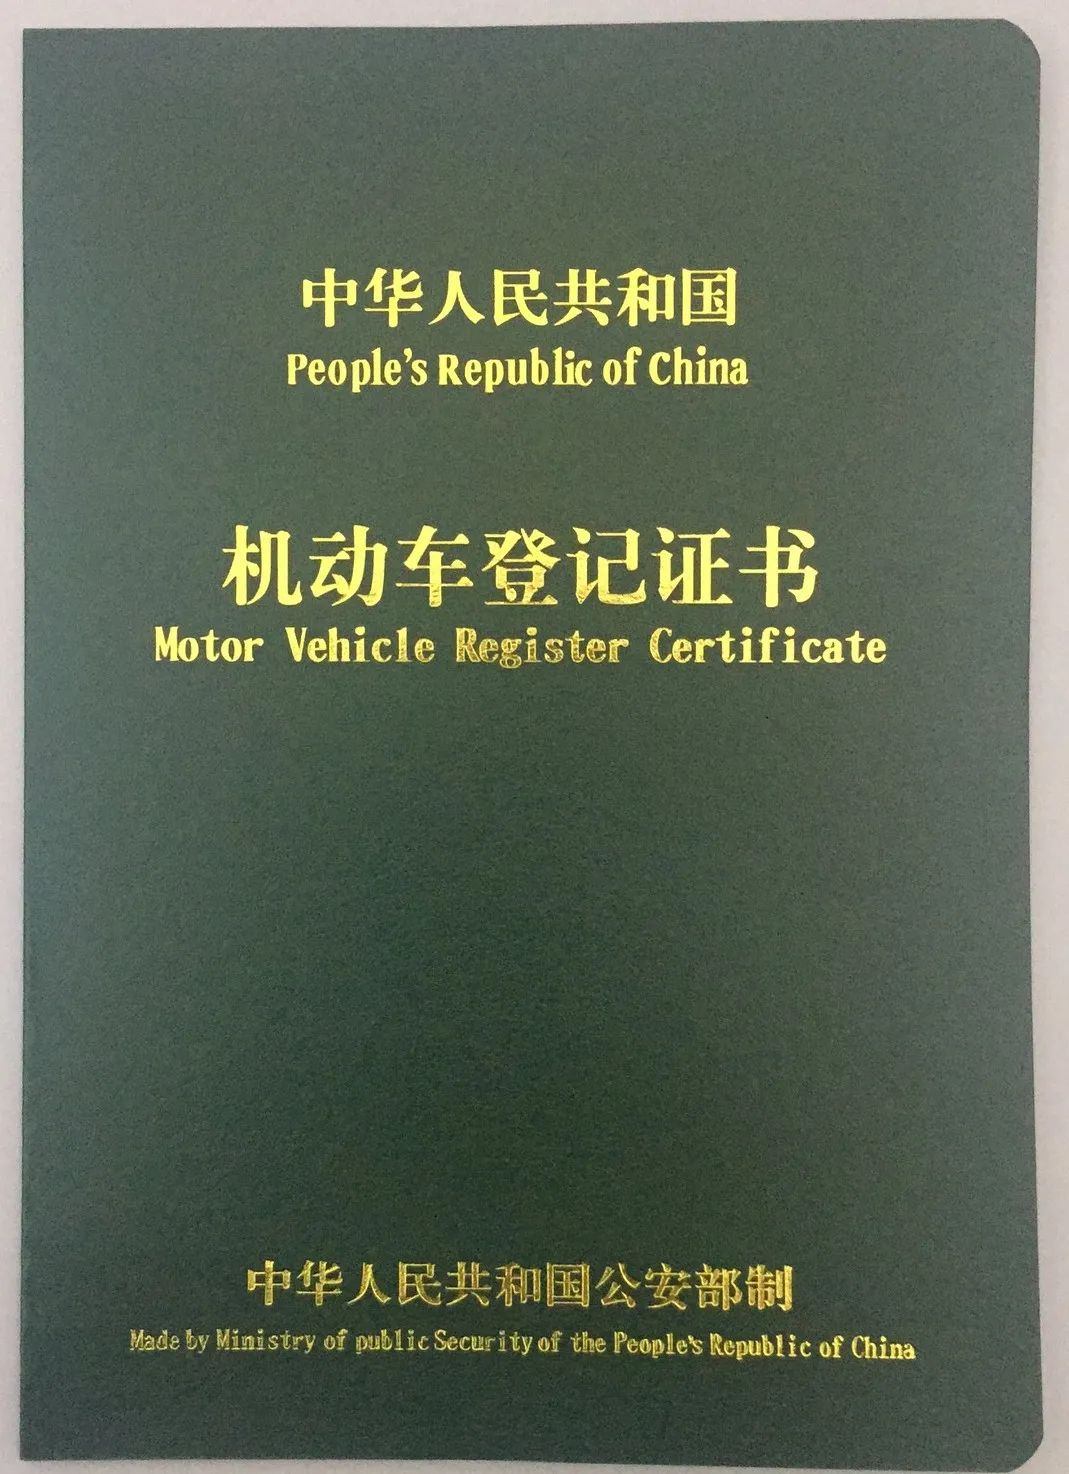 中华人民共和国
People's Republic of China
机动车登记证书
Motor Vehicle Register Certificate
中华人民共和国公安部制
Made by Ministry of public Security of the People's Republic of China